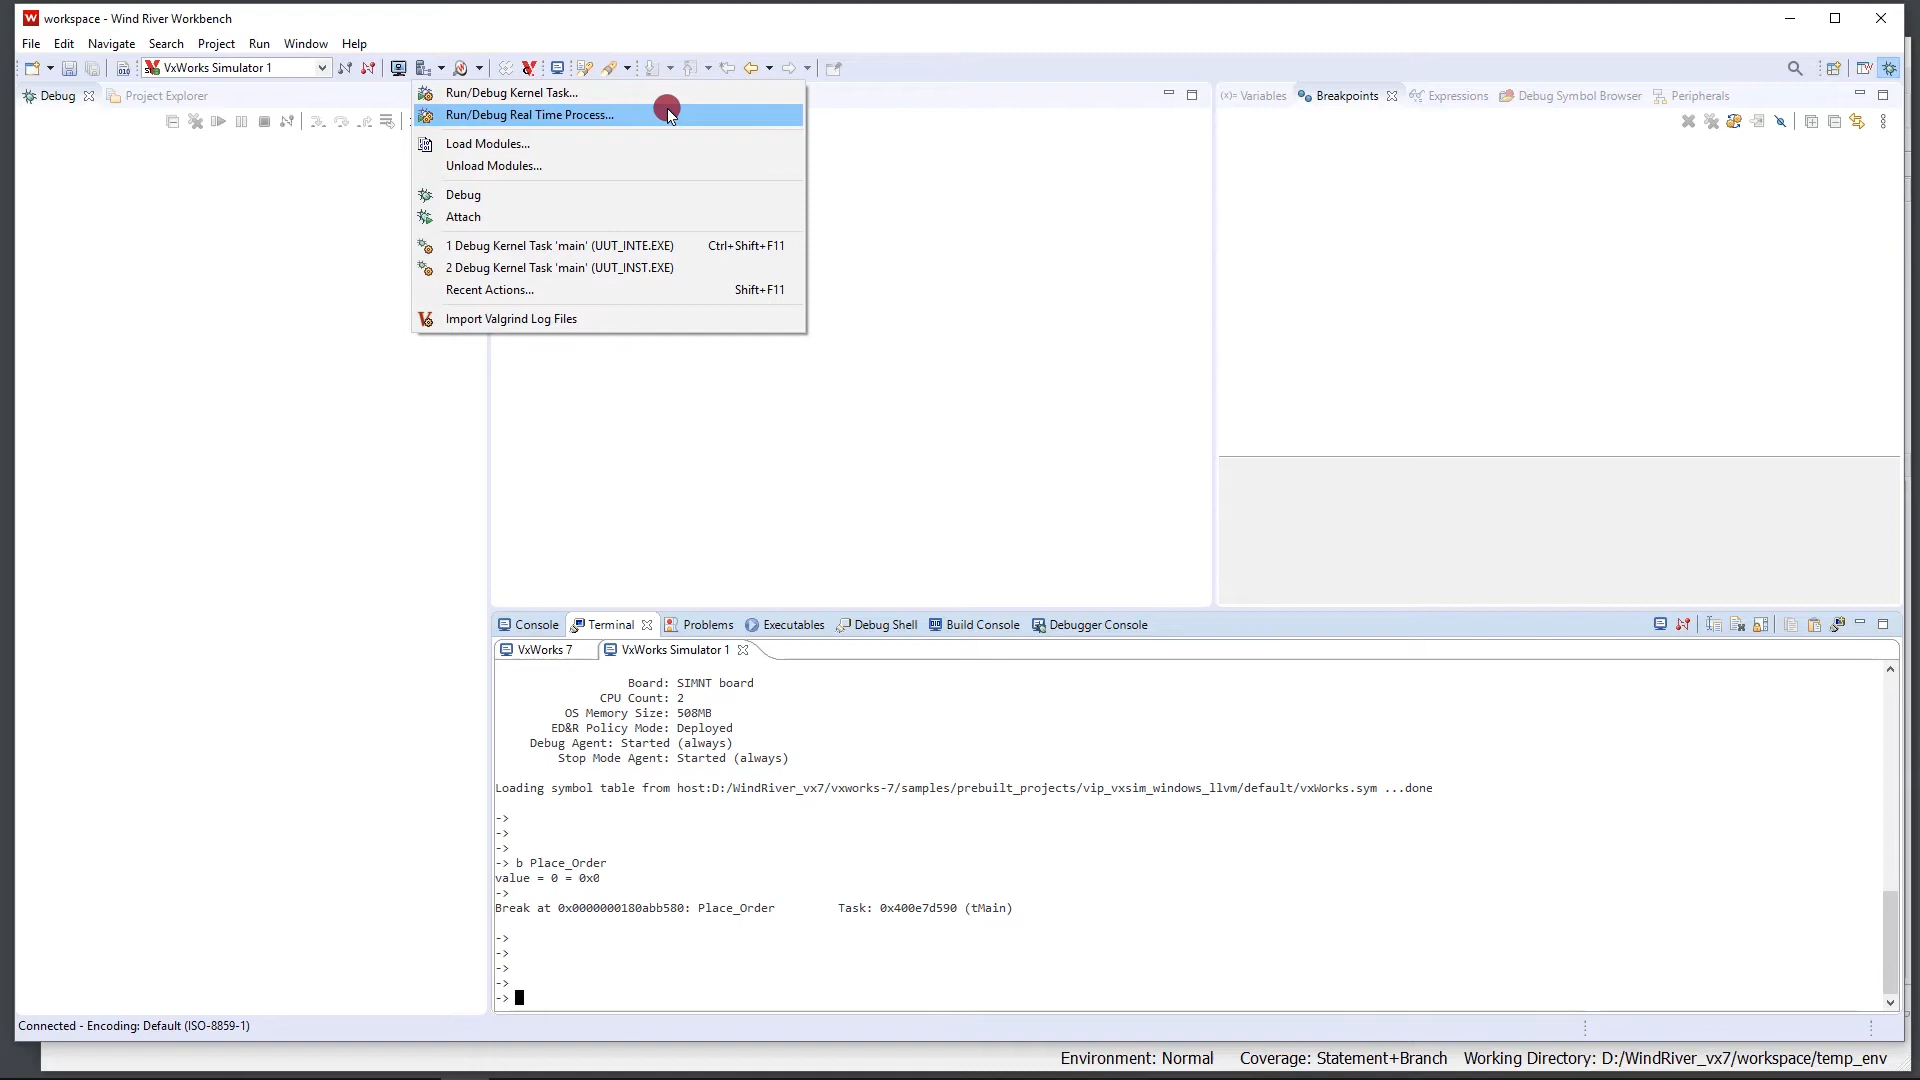 workspace - Wind River Workbench
File Edit Navigate Search Project Run Window Help
VxWorks Simulator 1
Debug Project Explorer
Run/Debug Kernel Task...
Run/Debug Real Time Process...
Load Modules...
Unload Modules...
Debug
Attach
1 Debug Kernel Task 'main' (UUT_INTE.EXE) Ctrl+Shift+F11
2 Debug Kernel Task 'main' (UUT_INST.EXE)
Recent Actions... Shift+F11
Import Valgrind Log Files
(x)= Variables Breakpoints Expressions Debug Symbol Browser Peripherals
Console Terminal Problems Executables Debug Shell Build Console Debugger Console
VxWorks 7 VxWorks Simulator 1
Board: SIMNT board
CPU Count: 2
OS Memory Size: 508MB
ED&R Policy Mode: Deployed
Debug Agent: Started (always)
Stop Mode Agent: Started (always)
Loading symbol table from host:D:/WindRiver_vx7/vxworks-7/samples/prebuilt_projects/vip_vxsim_windows_llvm/default/vxWorks.sym ...done
->
->
->
-> b Place_Order
value = 0 = 0x0
->
Break at 0x0000000180abb580: Place_Order Task: 0x400e7d590 (tMain)
->
->
->
->
->
Connected - Encoding: Default (ISO-8859-1)
Environment: Normal Coverage: Statement+Branch Working Directory: D:/WindRiver_vx7/workspace/temp_env